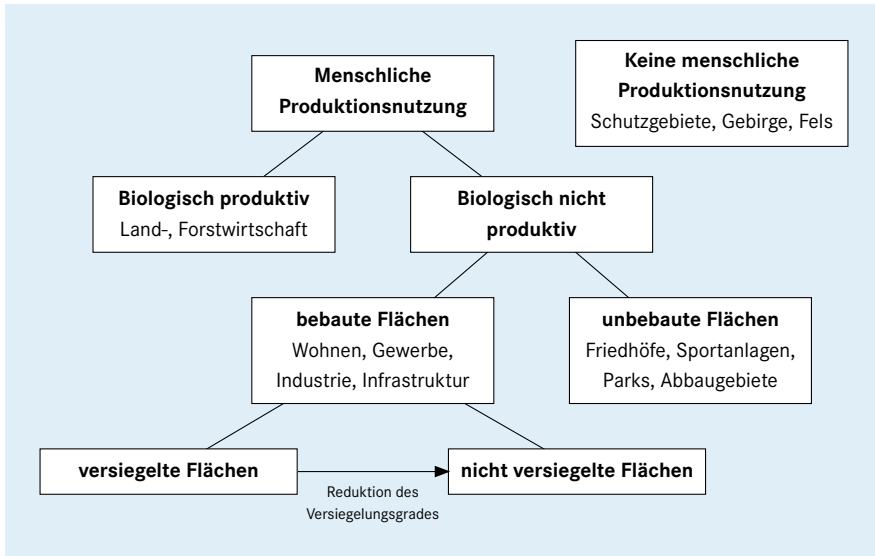 Menschliche
Produktionsnutzung
Keine menschliche
Produktionsnutzung
Schutzgebiete, Gebirge, Fels
Biologisch produktiv
Land-, Forstwirtschaft
Biologisch nicht
produktiv
bebaute Flächen
Wohnen, Gewerbe,
Industrie, Infrastruktur
unbebaute Flächen
Friedhöfe, Sportanlagen,
Parks, Abbaugebiete
versiegelte Flächen
Reduktion des
Versiegelungsgrades
nicht versiegelte Flächen